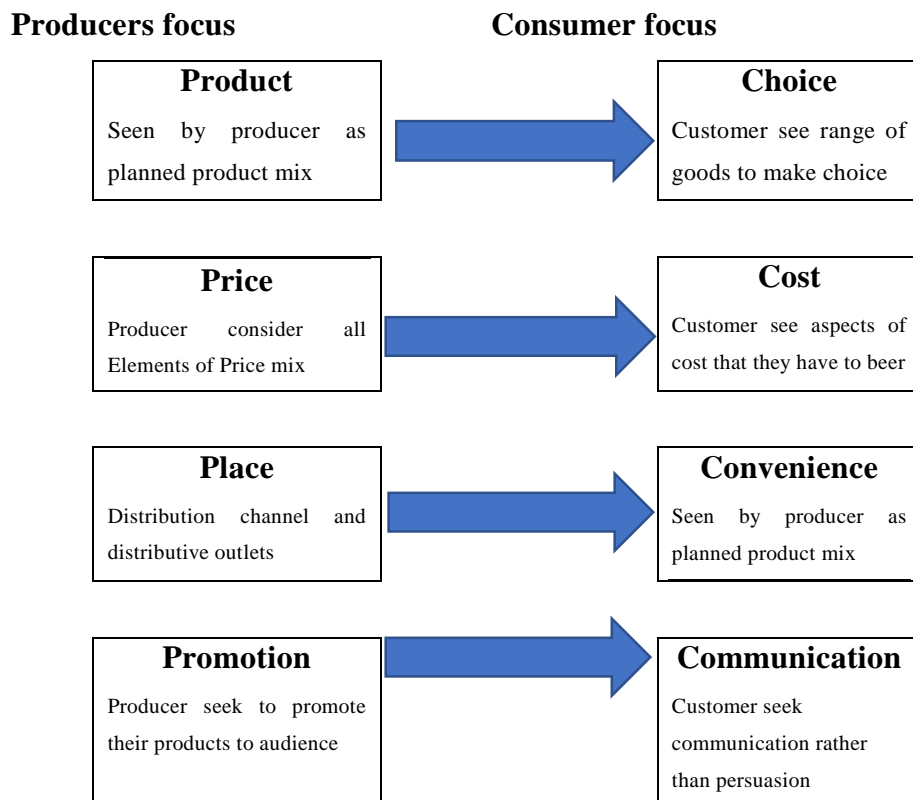 Producers focus
Consumer focus
Product
Seen by producer as
planned product mix
Choice
Customer see range of
goods to make choice
Price
Producer consider all
Elements of Price mix
Cost
Customer see aspects of
cost that they have to beer
Place
Distribution channel and
distributive outlets
Convenience
Seen by producer as
planned product mix
Promotion
Producer seek to promote
their products to audience
Communication
Customer seek
communication rather
than persuasion